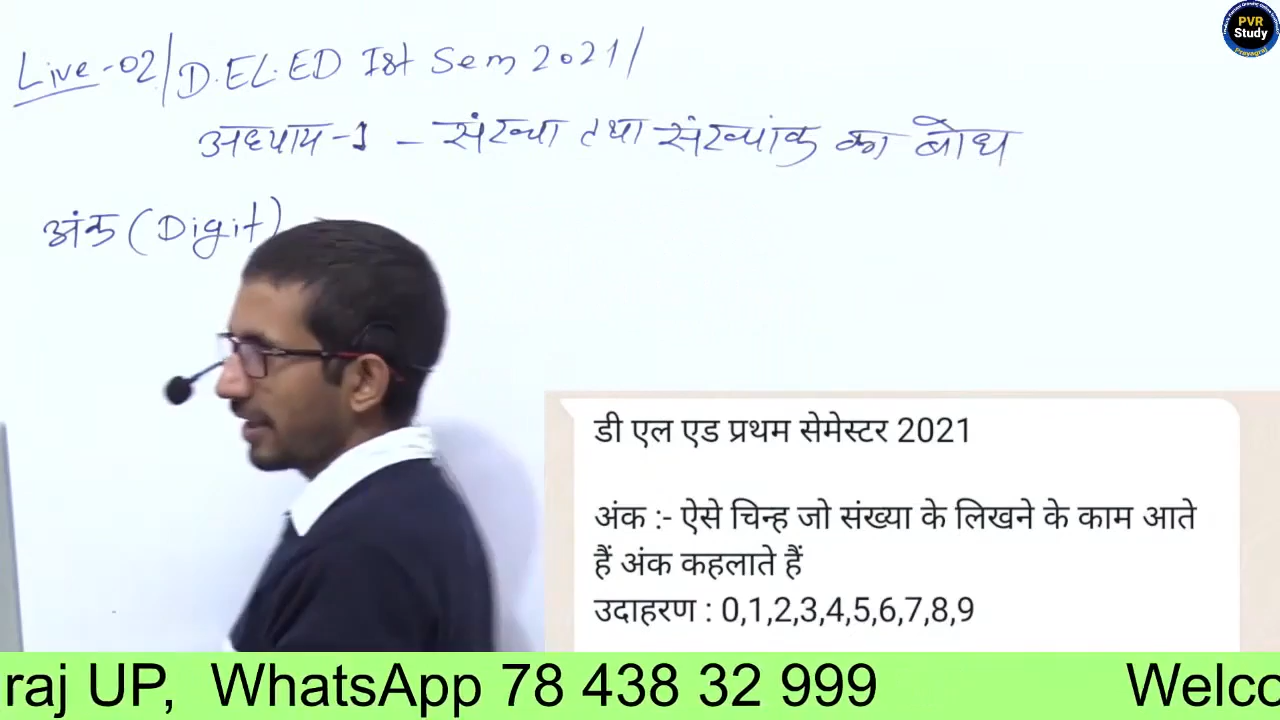 PVR
Study
Prayagraj
Live-02/D.EL.ED Ist Sem 2021/
अध्याय-1 - संख्या तथा संख्यांक का बोध
अंक (Digit)
डी एल एड प्रथम सेमेस्टर 2021
अंक :- ऐसे चिन्ह जो संख्या के लिखने के काम आते
हैं अंक कहलाते हैं
उदाहरण : 0,1,2,3,4,5,6,7,8,9
raj UP, WhatsApp 78 438 32 999 Welco